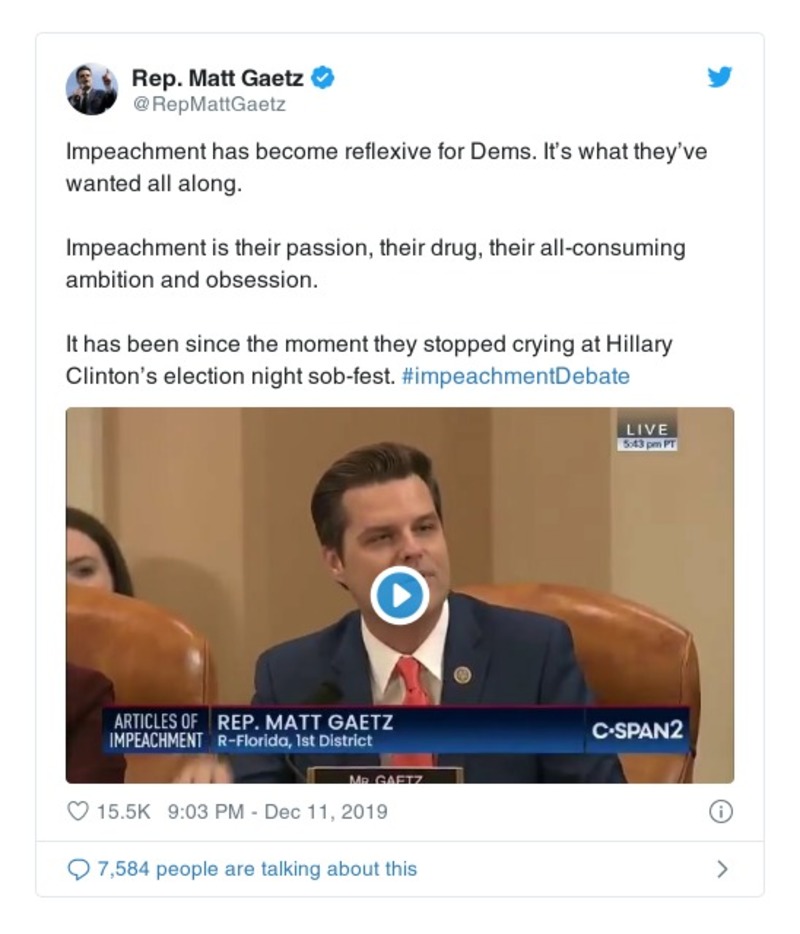 Rep. Matt Gaetz
@RepMattGaetz
Impeachment has become reflexive for Dems. It’s what they’ve
wanted all along.
Impeachment is their passion, their drug, their all-consuming
ambition and obsession.
It has been since the moment they stopped crying at Hillary
Clinton’s election night sob-fest. #impeachmentDebate
LIVE
5:43 pm PT
ARTICLES OF
IMPEACHMENT
REP. MATT GAETZ
R-Florida, 1st District
C·SPAN2
MR. GAETZ
15.5K 9:03 PM - Dec 11, 2019
7,584 people are talking about this